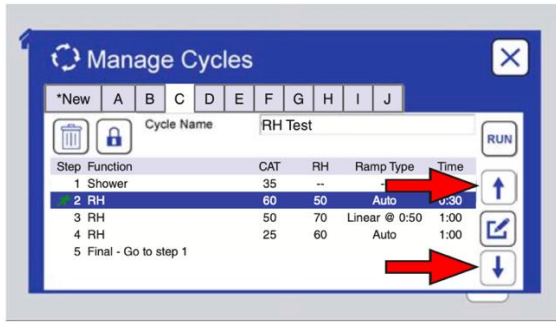 Manage Cycles
*New A B C D E F G H I J
Cycle Name RH Test
RUN
Step Function CAT RH Ramp Type Time
1 Shower 35 -- -
2 RH 60 50 Auto 0:30
3 RH 50 70 Linear @ 0:50 1:00
4 RH 25 60 Auto 1:00
5 Final - Go to step 1